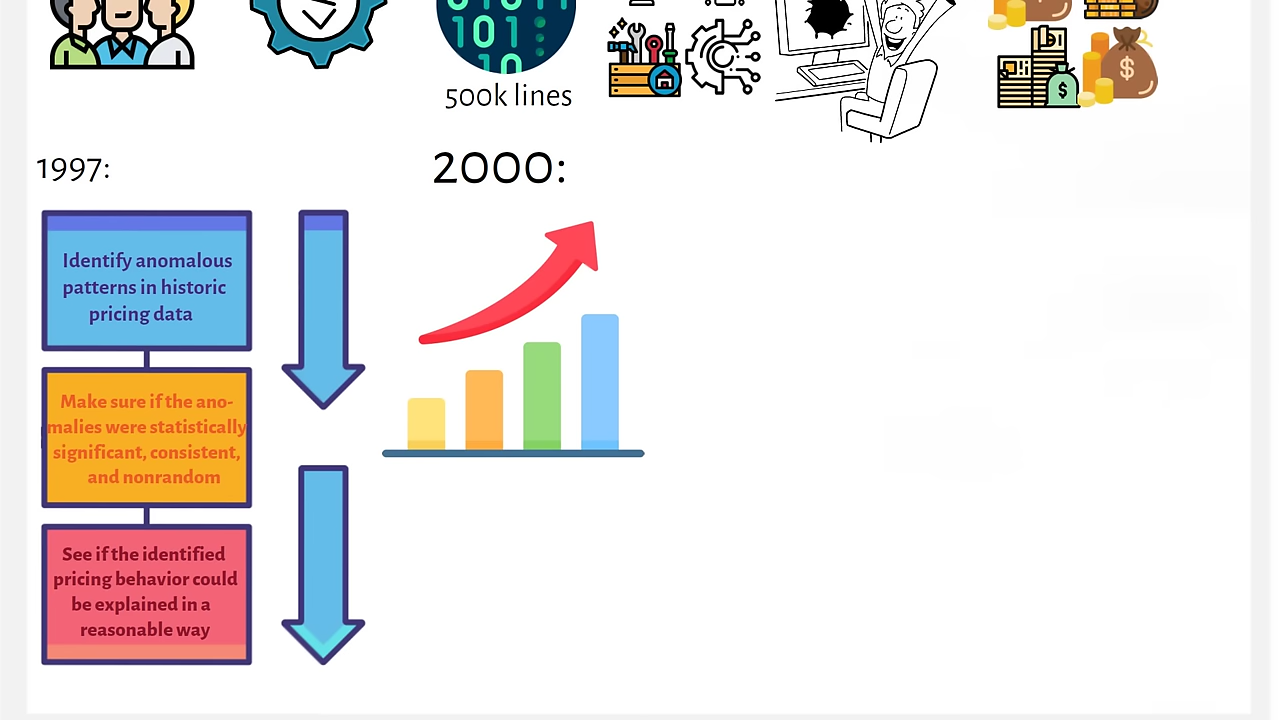 101
500k lines
1997:
2000:
Identify anomalous
patterns in historic
pricing data
Make sure if the ano-
malies were statistically
significant, consistent,
and nonrandom
See if the identified
pricing behavior could
be explained in a
reasonable way